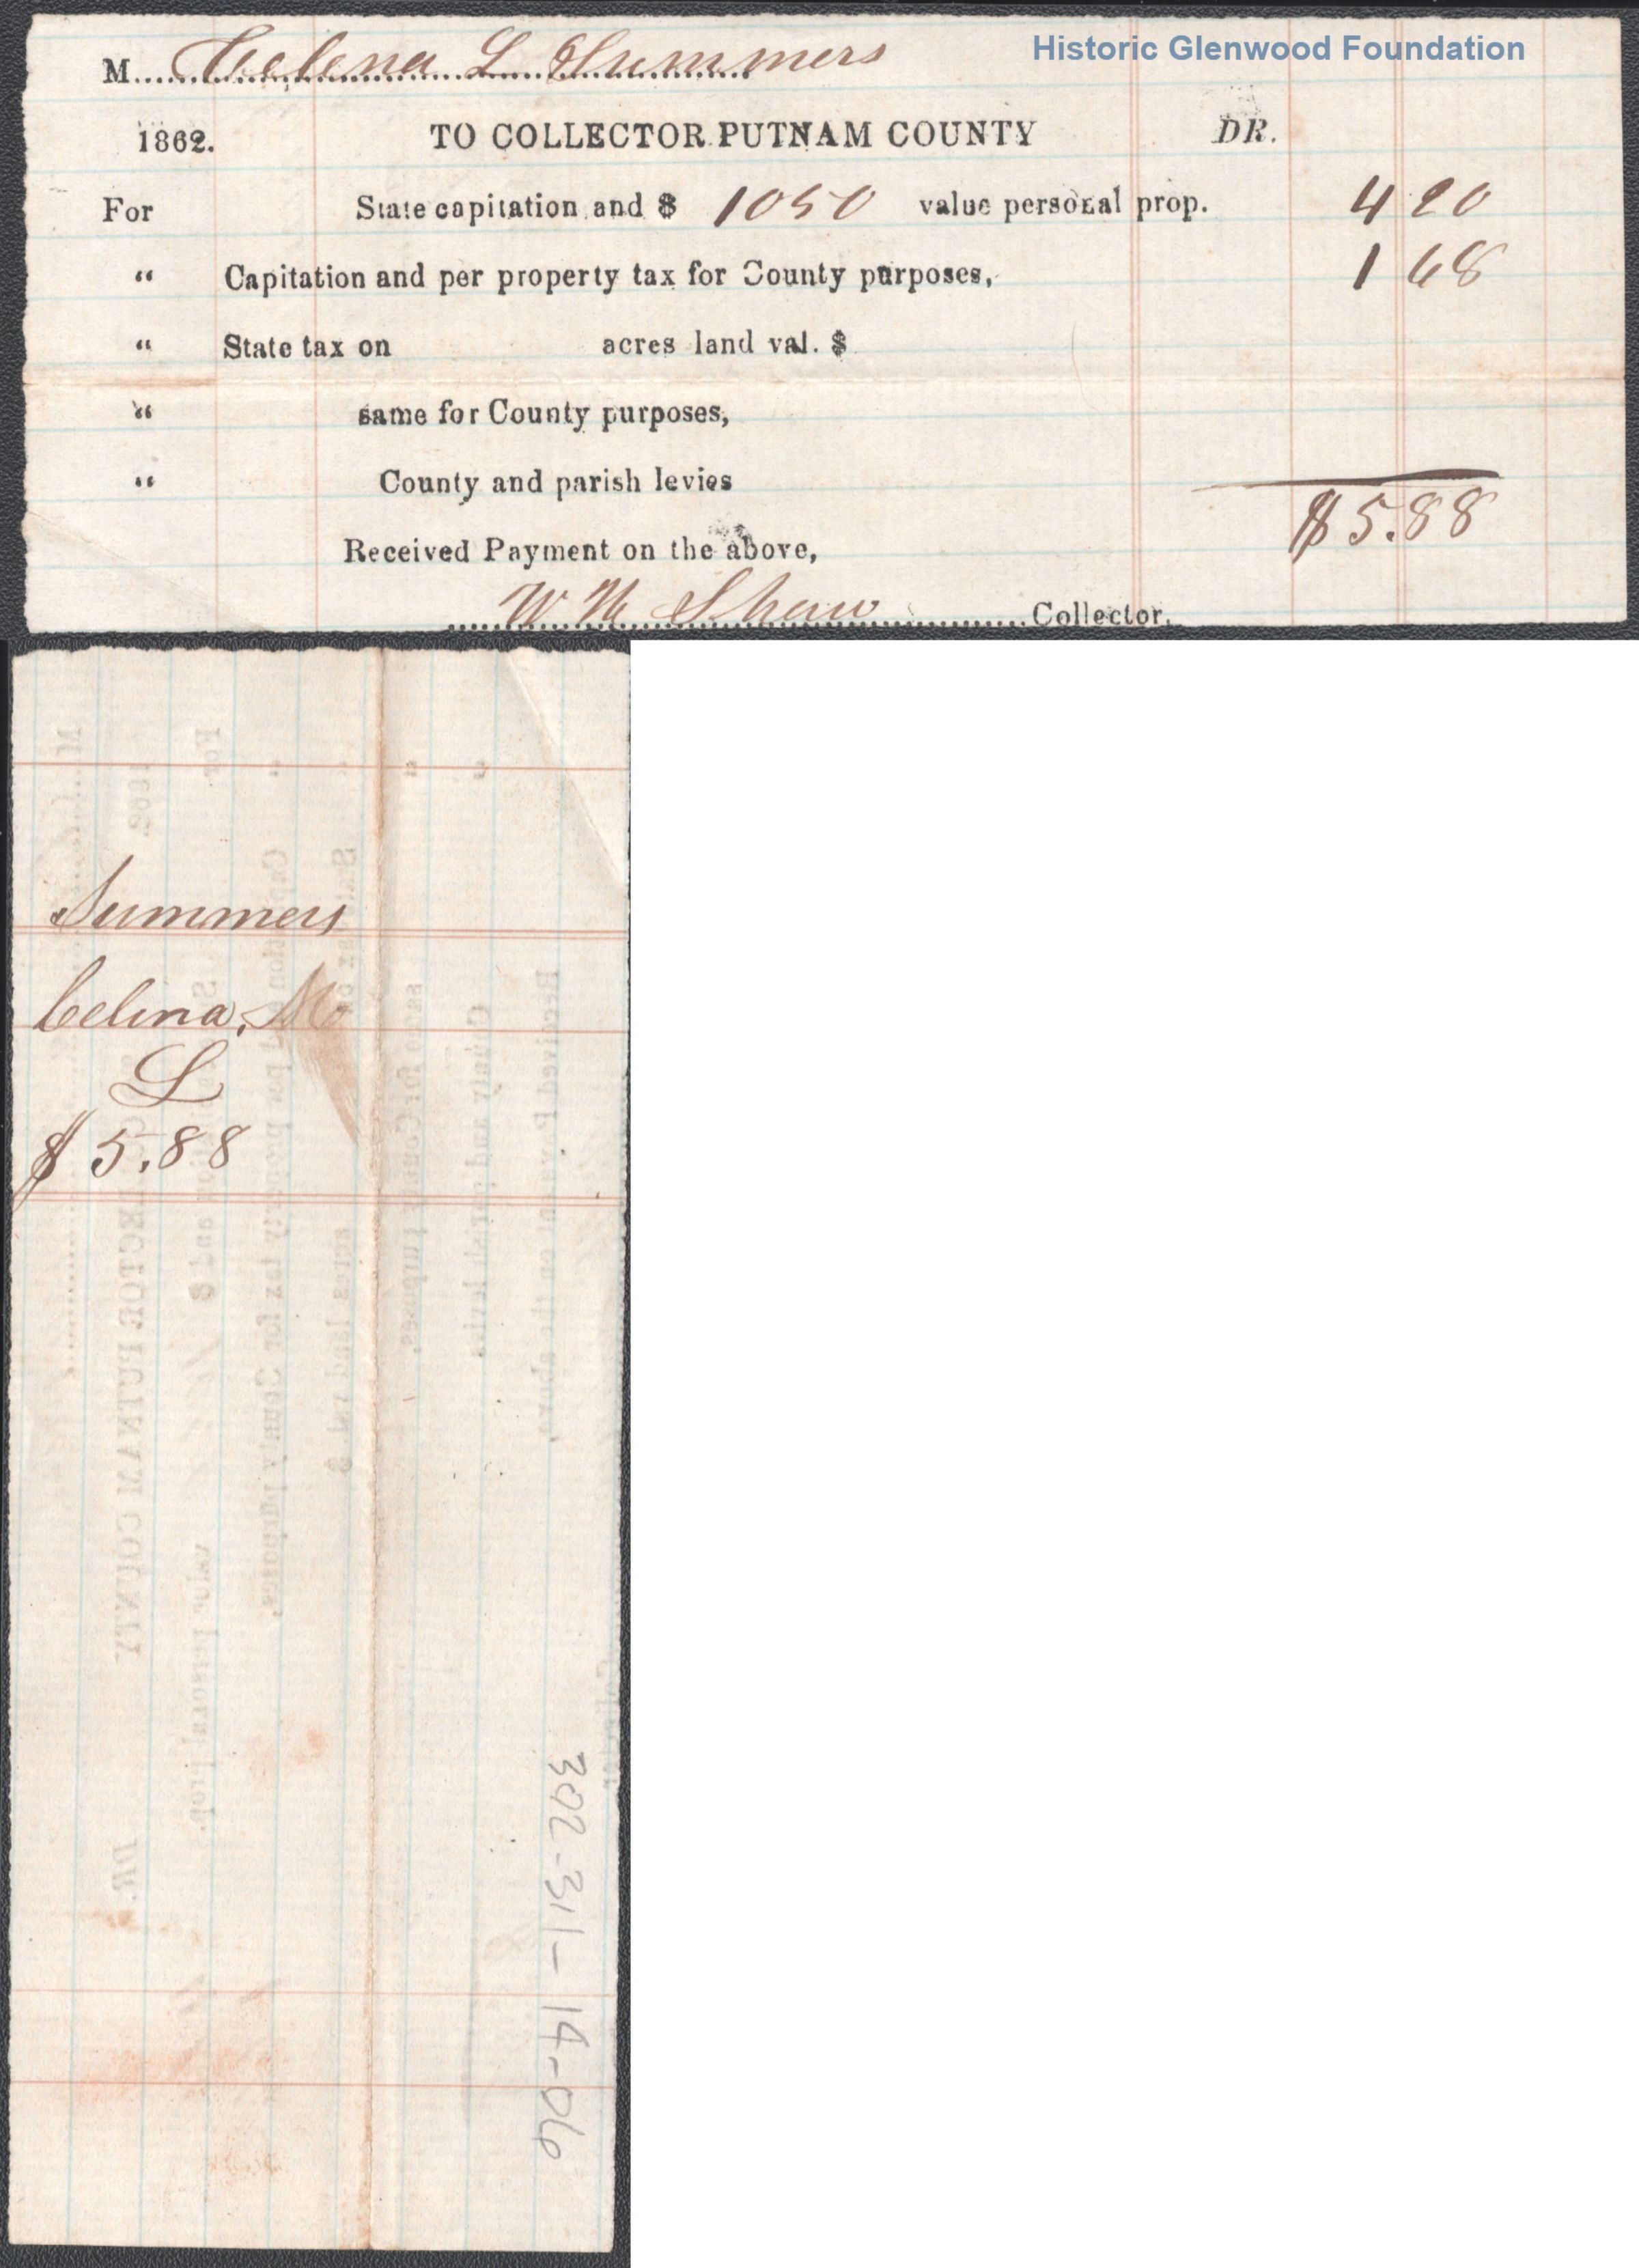 Historic Glenwood Foundation
M. Celena L Summers
1862. TO COLLECTOR PUTNAM COUNTY DR.
For State capitation and $ 1050 value personal prop. 4 20
“ Capitation and per property tax for County purposes, 1 68
“ State tax on acres land val. $
“ same for County purposes,
“ County and parish levies
$5.88
Received Payment on the above,
W W Shaw Collector.
Summers
Celina,
L
$5.88
302-311-14-06